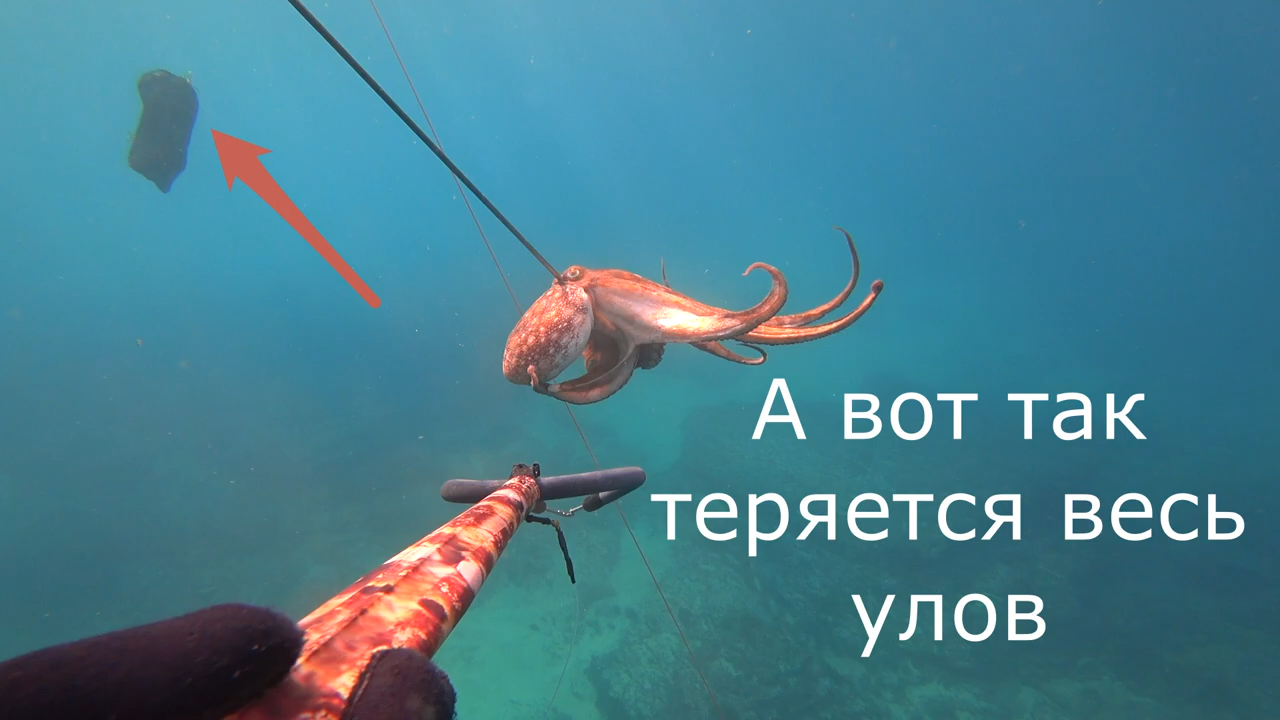 А вот так
теряется весь
улов